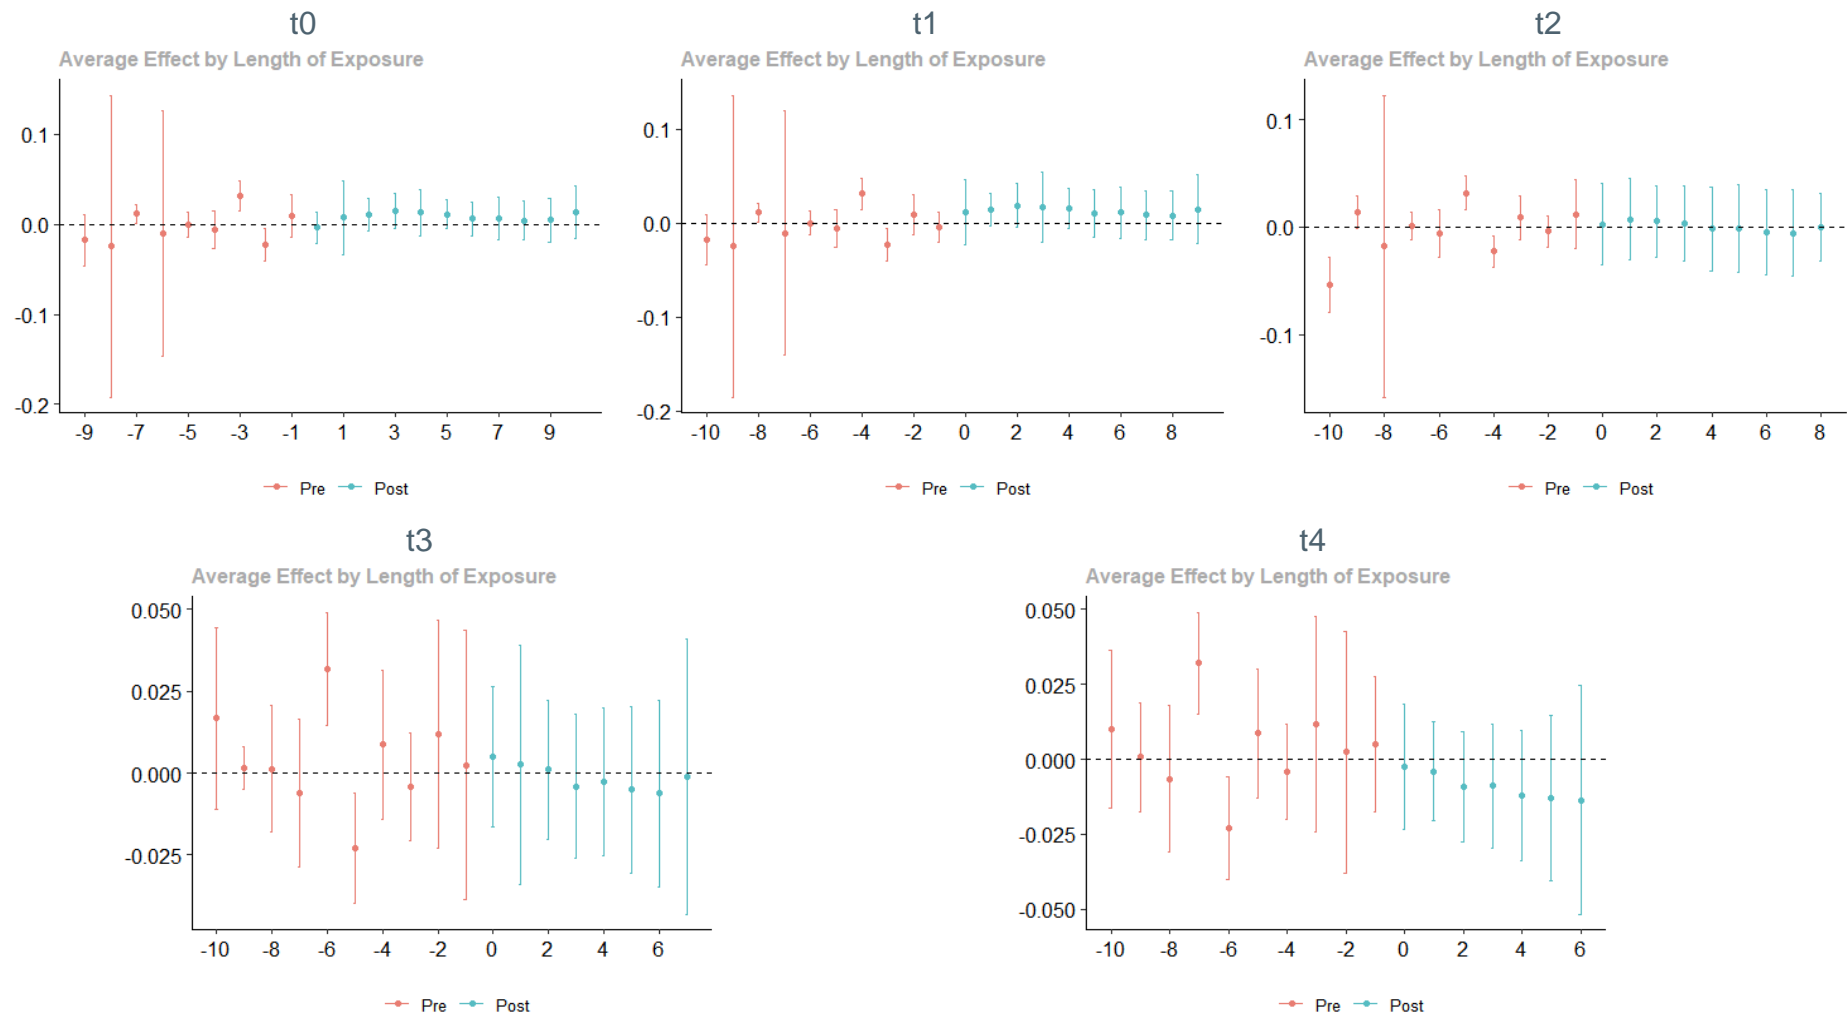 t0
Average Effect by Length of Exposure
0.1
0.0
-0.1
-0.2
-9 -7 -5 -3 -1 1 3 5 7 9
Pre Post
t1
Average Effect by Length of Exposure
0.1
0.0
-0.1
-0.2
-10 -8 -6 -4 -2 0 2 4 6 8
Pre Post
t2
Average Effect by Length of Exposure
0.1
0.0
-0.1
-10 -8 -6 -4 -2 0 2 4 6 8
Pre Post
t3
Average Effect by Length of Exposure
0.050
0.025
0.000
-0.025
-10 -8 -6 -4 -2 0 2 4 6
Pre Post
t4
Average Effect by Length of Exposure
0.050
0.025
0.000
-0.025
-0.050
-10 -8 -6 -4 -2 0 2 4 6
Pre Post